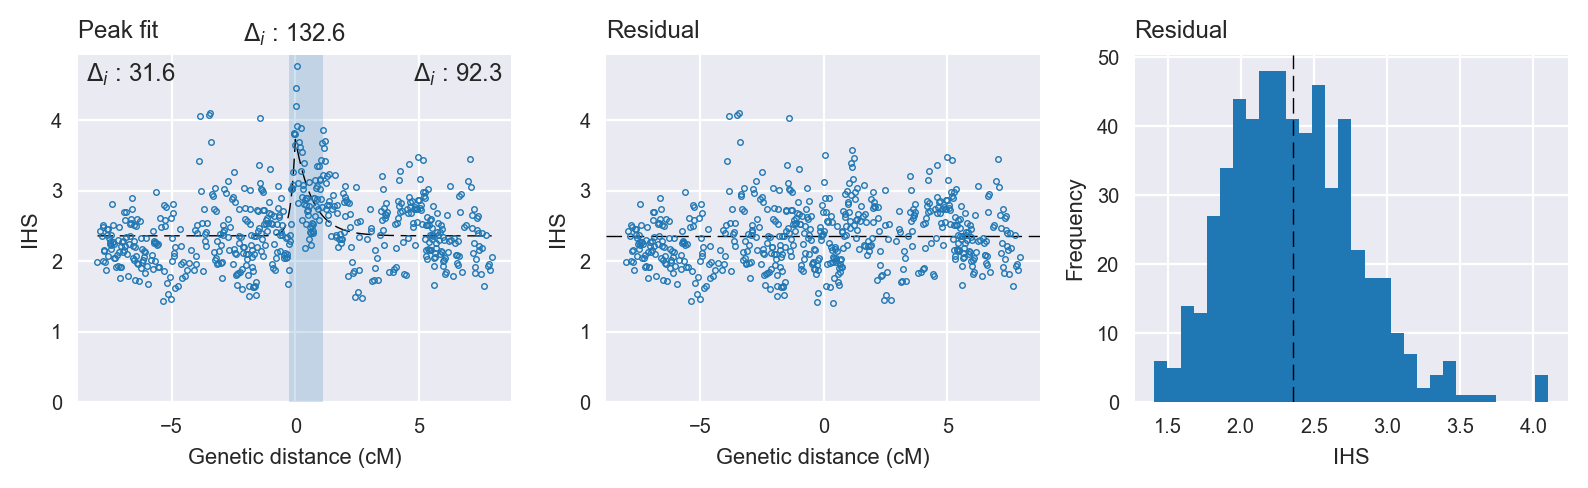 Peak fit
Δi : 132.6
Δi : 31.6
Δi : 92.3
IHS
4
3
2
1
0
−5
0
5
Genetic distance (cM)
Residual
IHS
4
3
2
1
0
−5
0
5
Genetic distance (cM)
Residual
Frequency
50
40
30
20
10
0
1.5
2.0
2.5
3.0
3.5
4.0
IHS